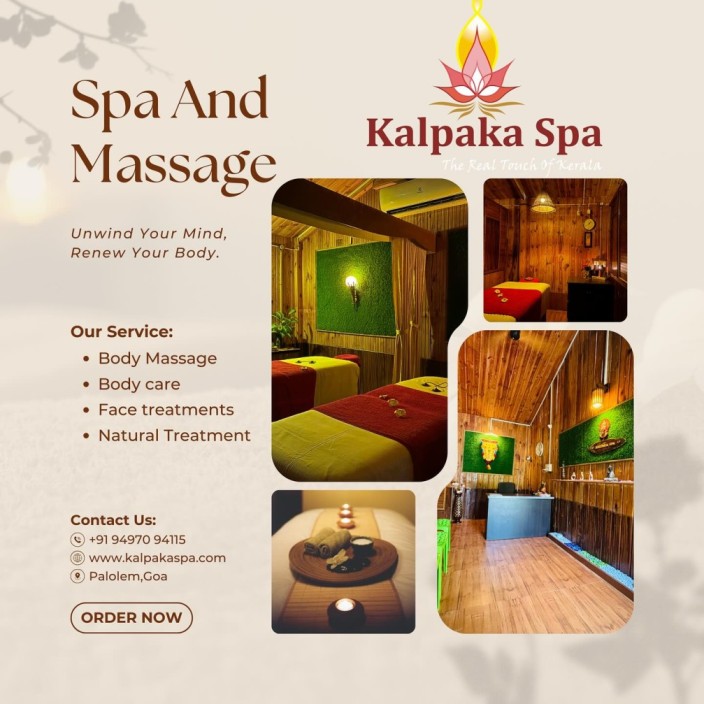 Spa And
Massage
Kalpaka Spa
The Real Touch Of Kerala
Unwind Your Mind,
Renew Your Body.
Our Service:
• Body Massage
• Body care
• Face treatments
• Natural Treatment
Contact Us:
+91 94970 94115
www.kalpakaspa.com
Palolem,Goa
ORDER NOW